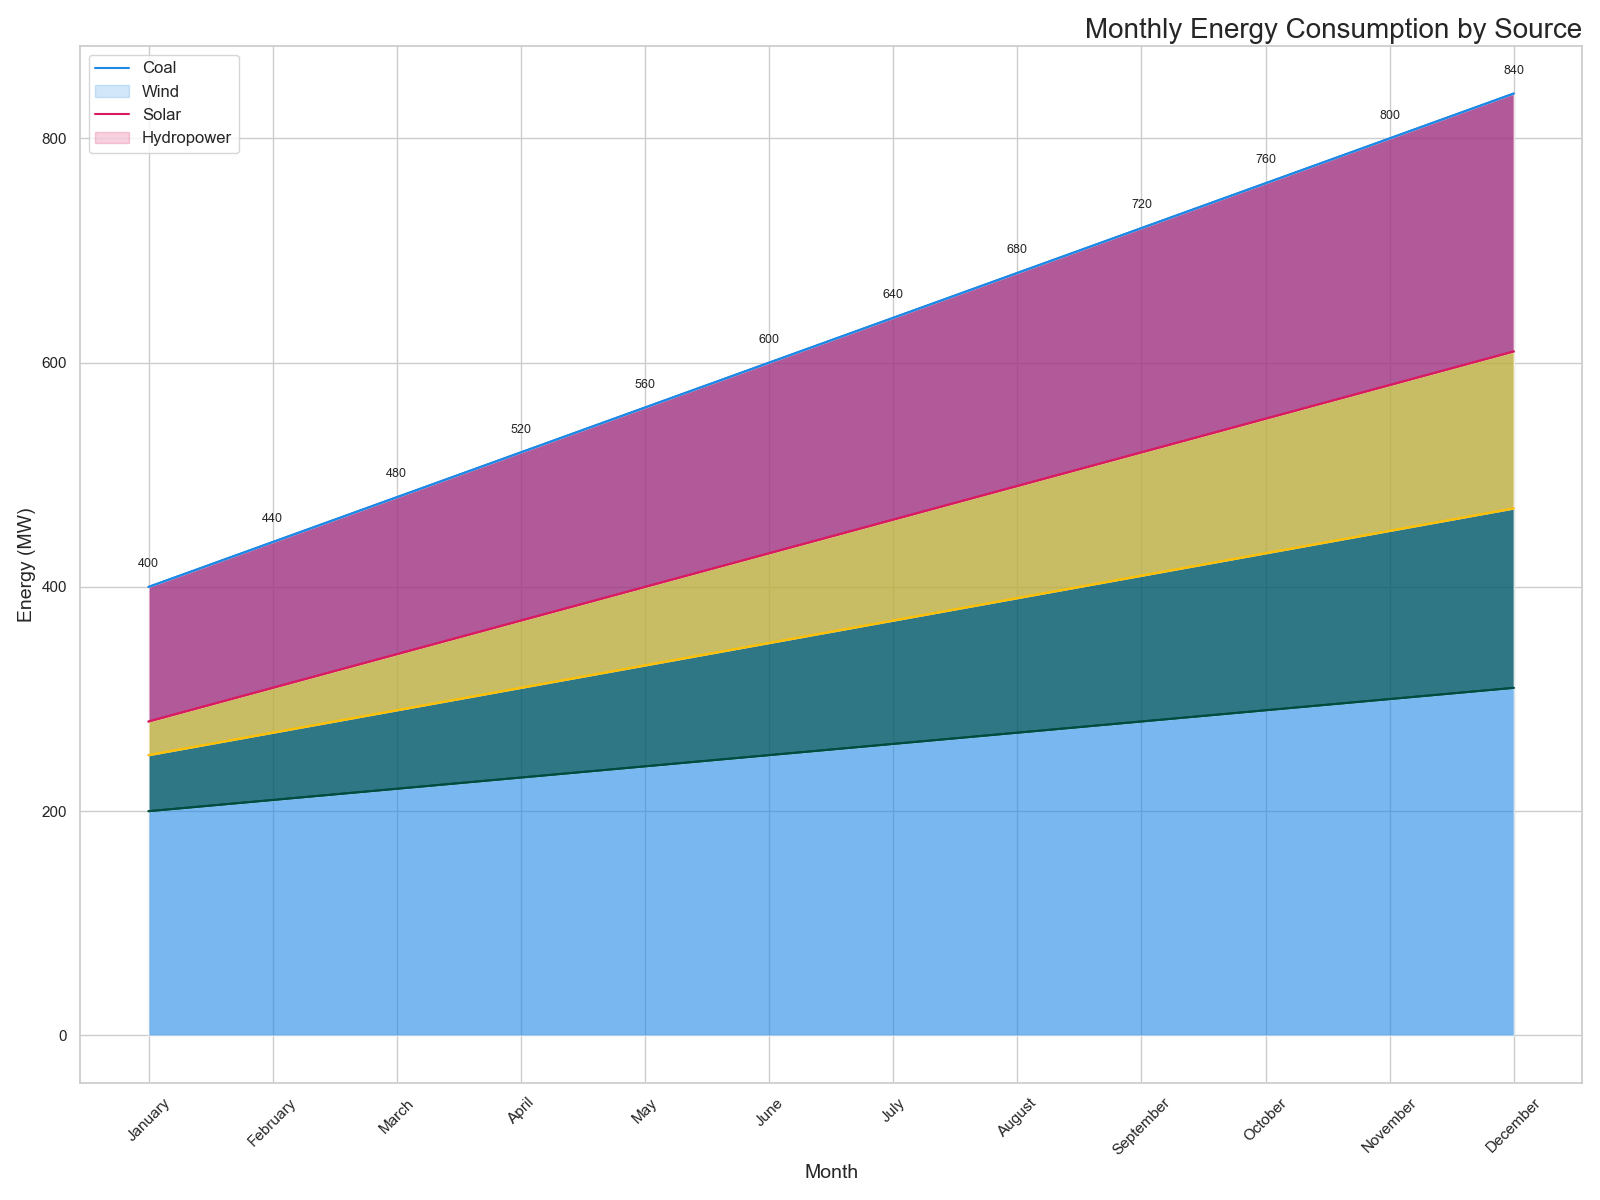 Monthly Energy Consumption by Source
Coal
Wind
Solar
Hydropower
840
800
760
720
680
640
600
560
520
480
440
400
Energy (MW)
800
600
400
200
0
January
February
March
April
May
June
July
August
September
October
November
December
Month